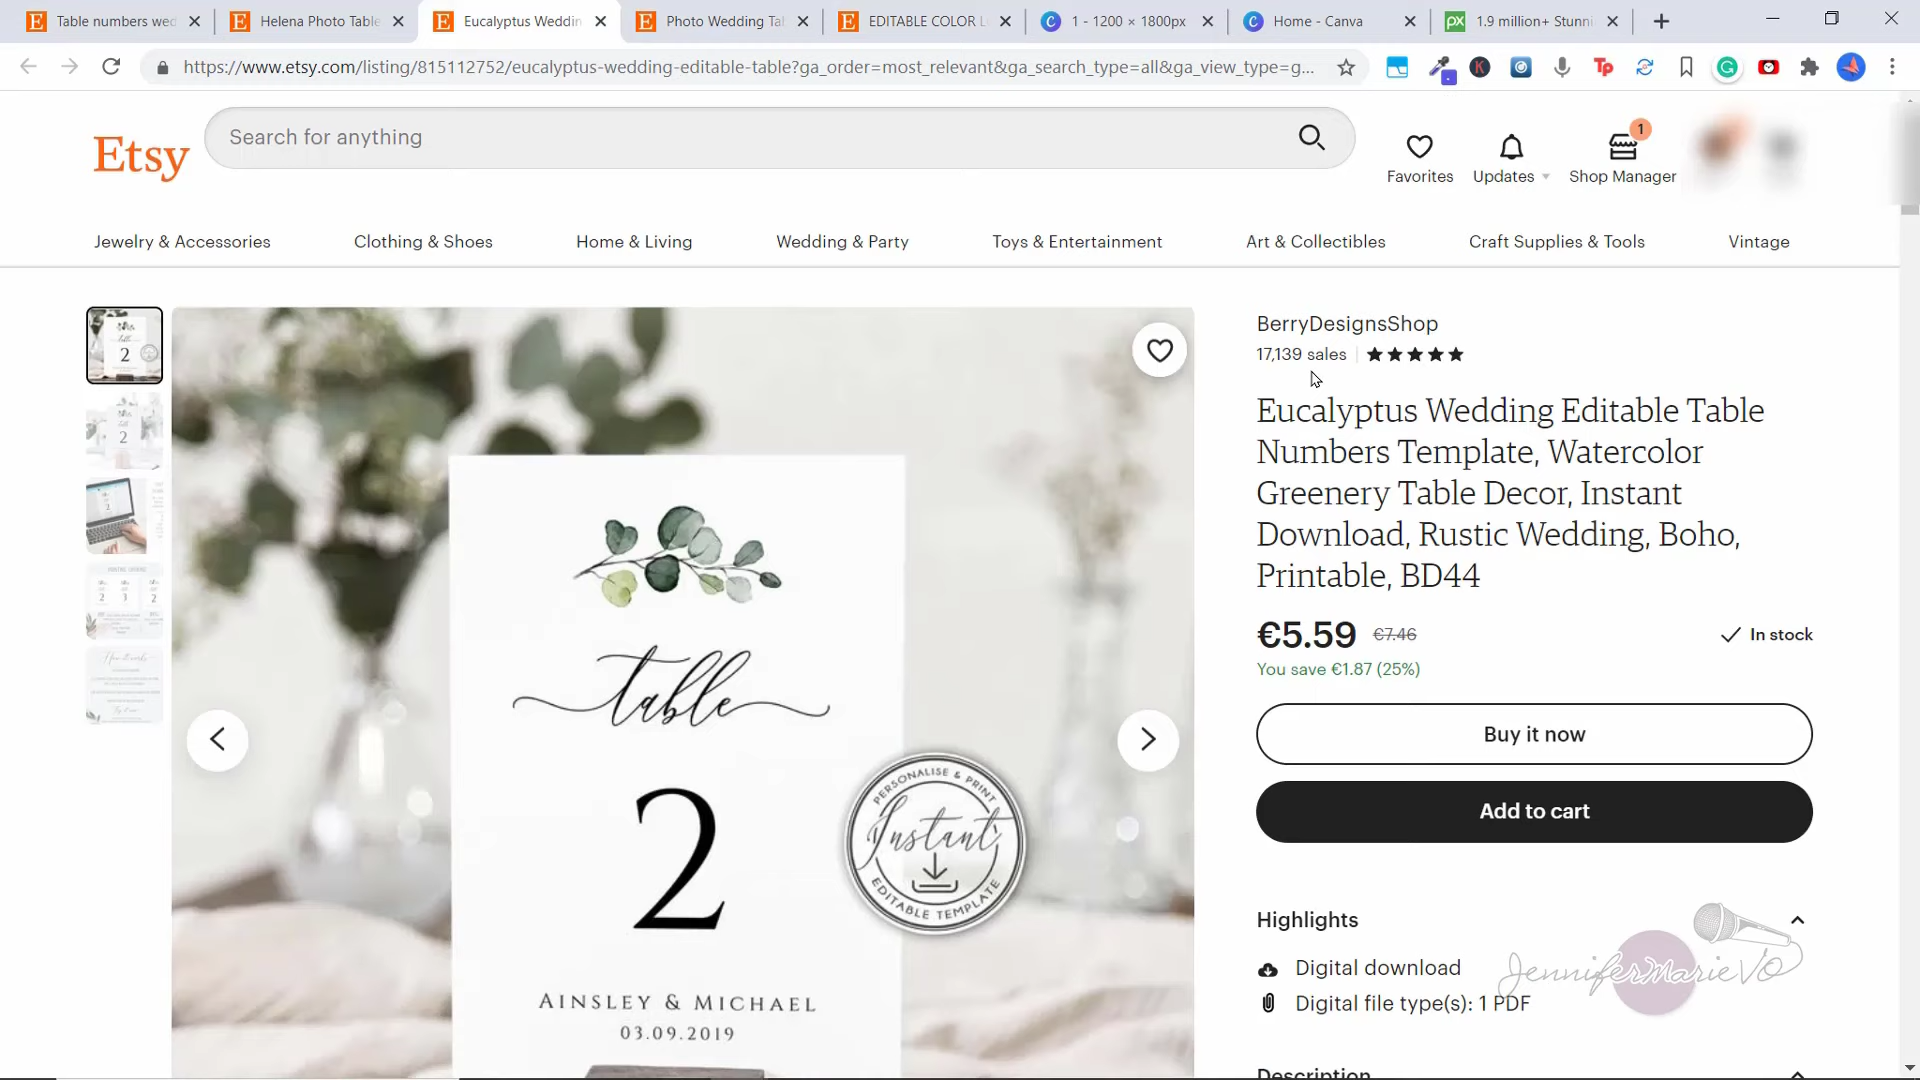 Table numbers wed
Helena Photo Table
Eucalyptus Weddin
Photo Wedding Ta
EDITABLE COLOR L
1 - 1200 × 1800px
Home - Canva
1.9 million+ Stunni
https://www.etsy.com/listing/815112752/eucalyptus-wedding-editable-table?ga_order=most_relevant&ga_search_type=all&ga_view_type=g...
Etsy
Search for anything
1
Favorites
Updates
Shop Manager
Jewelry & Accessories
Clothing & Shoes
Home & Living
Wedding & Party
Toys & Entertainment
Art & Collectibles
Craft Supplies & Tools
Vintage
BerryDesignsShop
17,139 sales
Eucalyptus Wedding Editable Table
Numbers Template, Watercolor
Greenery Table Decor, Instant
Download, Rustic Wedding, Boho,
Printable, BD44
€5.59 €7.46
In stock
You save €1.87 (25%)
Buy it now
Add to cart
Highlights
Digital download
Digital file type(s): 1 PDF
Description
table
2
PERSONALISE & PRINT
Instant
EDITABLE TEMPLATE
AINSLEY & MICHAEL
03.09.2019
JenniferMarieVO